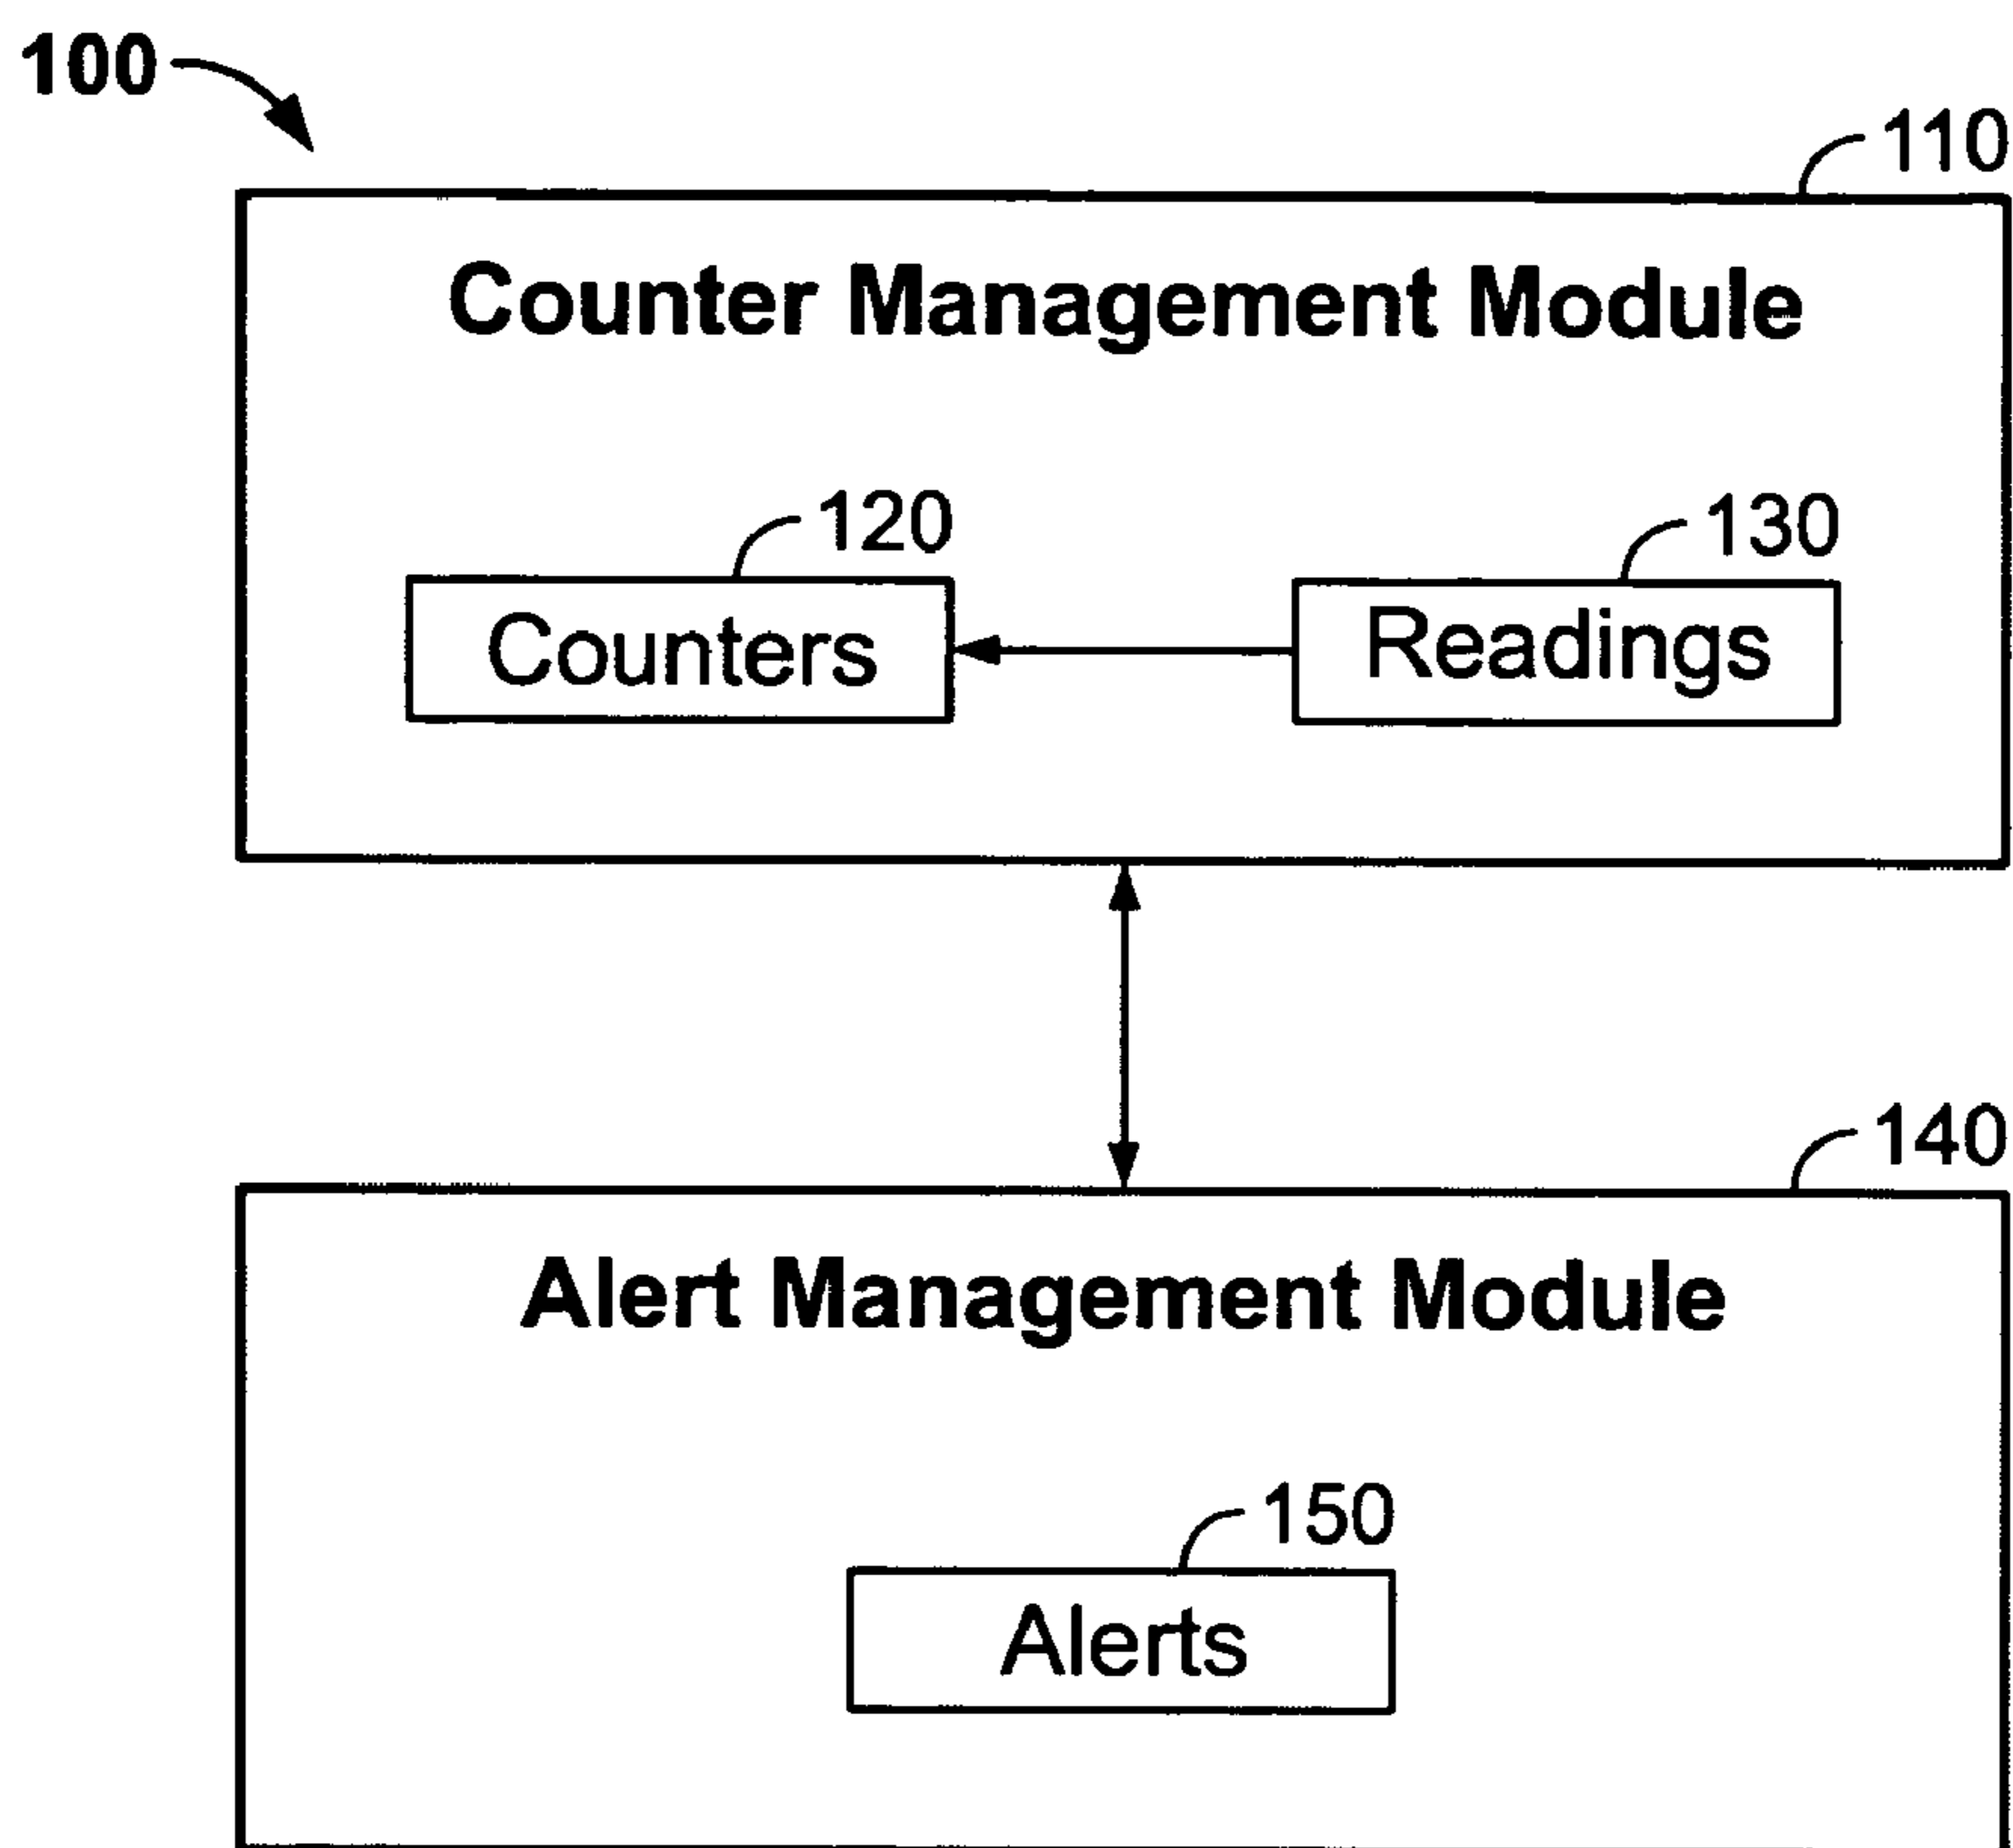 100
110
Counter Management Module
120
130
Counters
Readings
140
Alert Management Module
150
Alerts